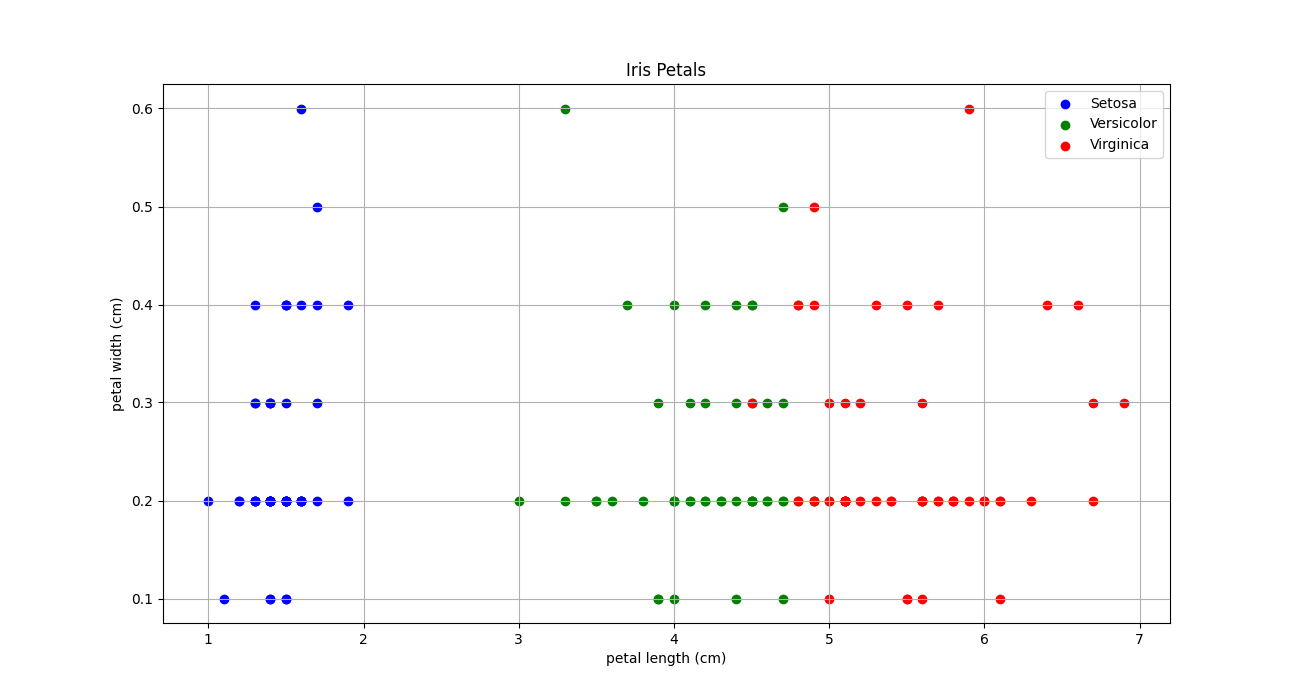 Iris Petals
Setosa
Versicolor
Virginica
petal width (cm)
0.6
0.5
0.4
0.3
0.2
0.1
1 2 3 4 5 6 7
petal length (cm)